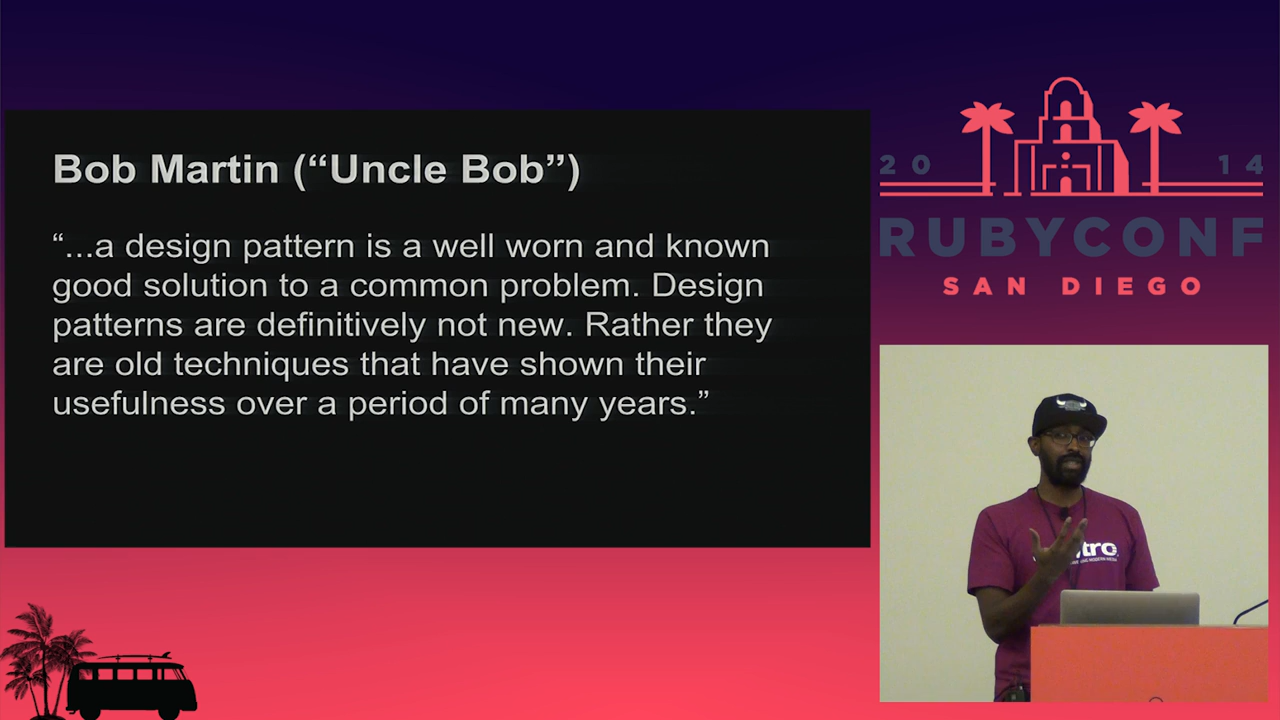 Bob Martin (“Uncle Bob”)
“...a design pattern is a well worn and known
good solution to a common problem. Design
patterns are definitively not new. Rather they
are old techniques that have shown their
usefulness over a period of many years.”
20 14
RUBYCONF
SAN DIEGO